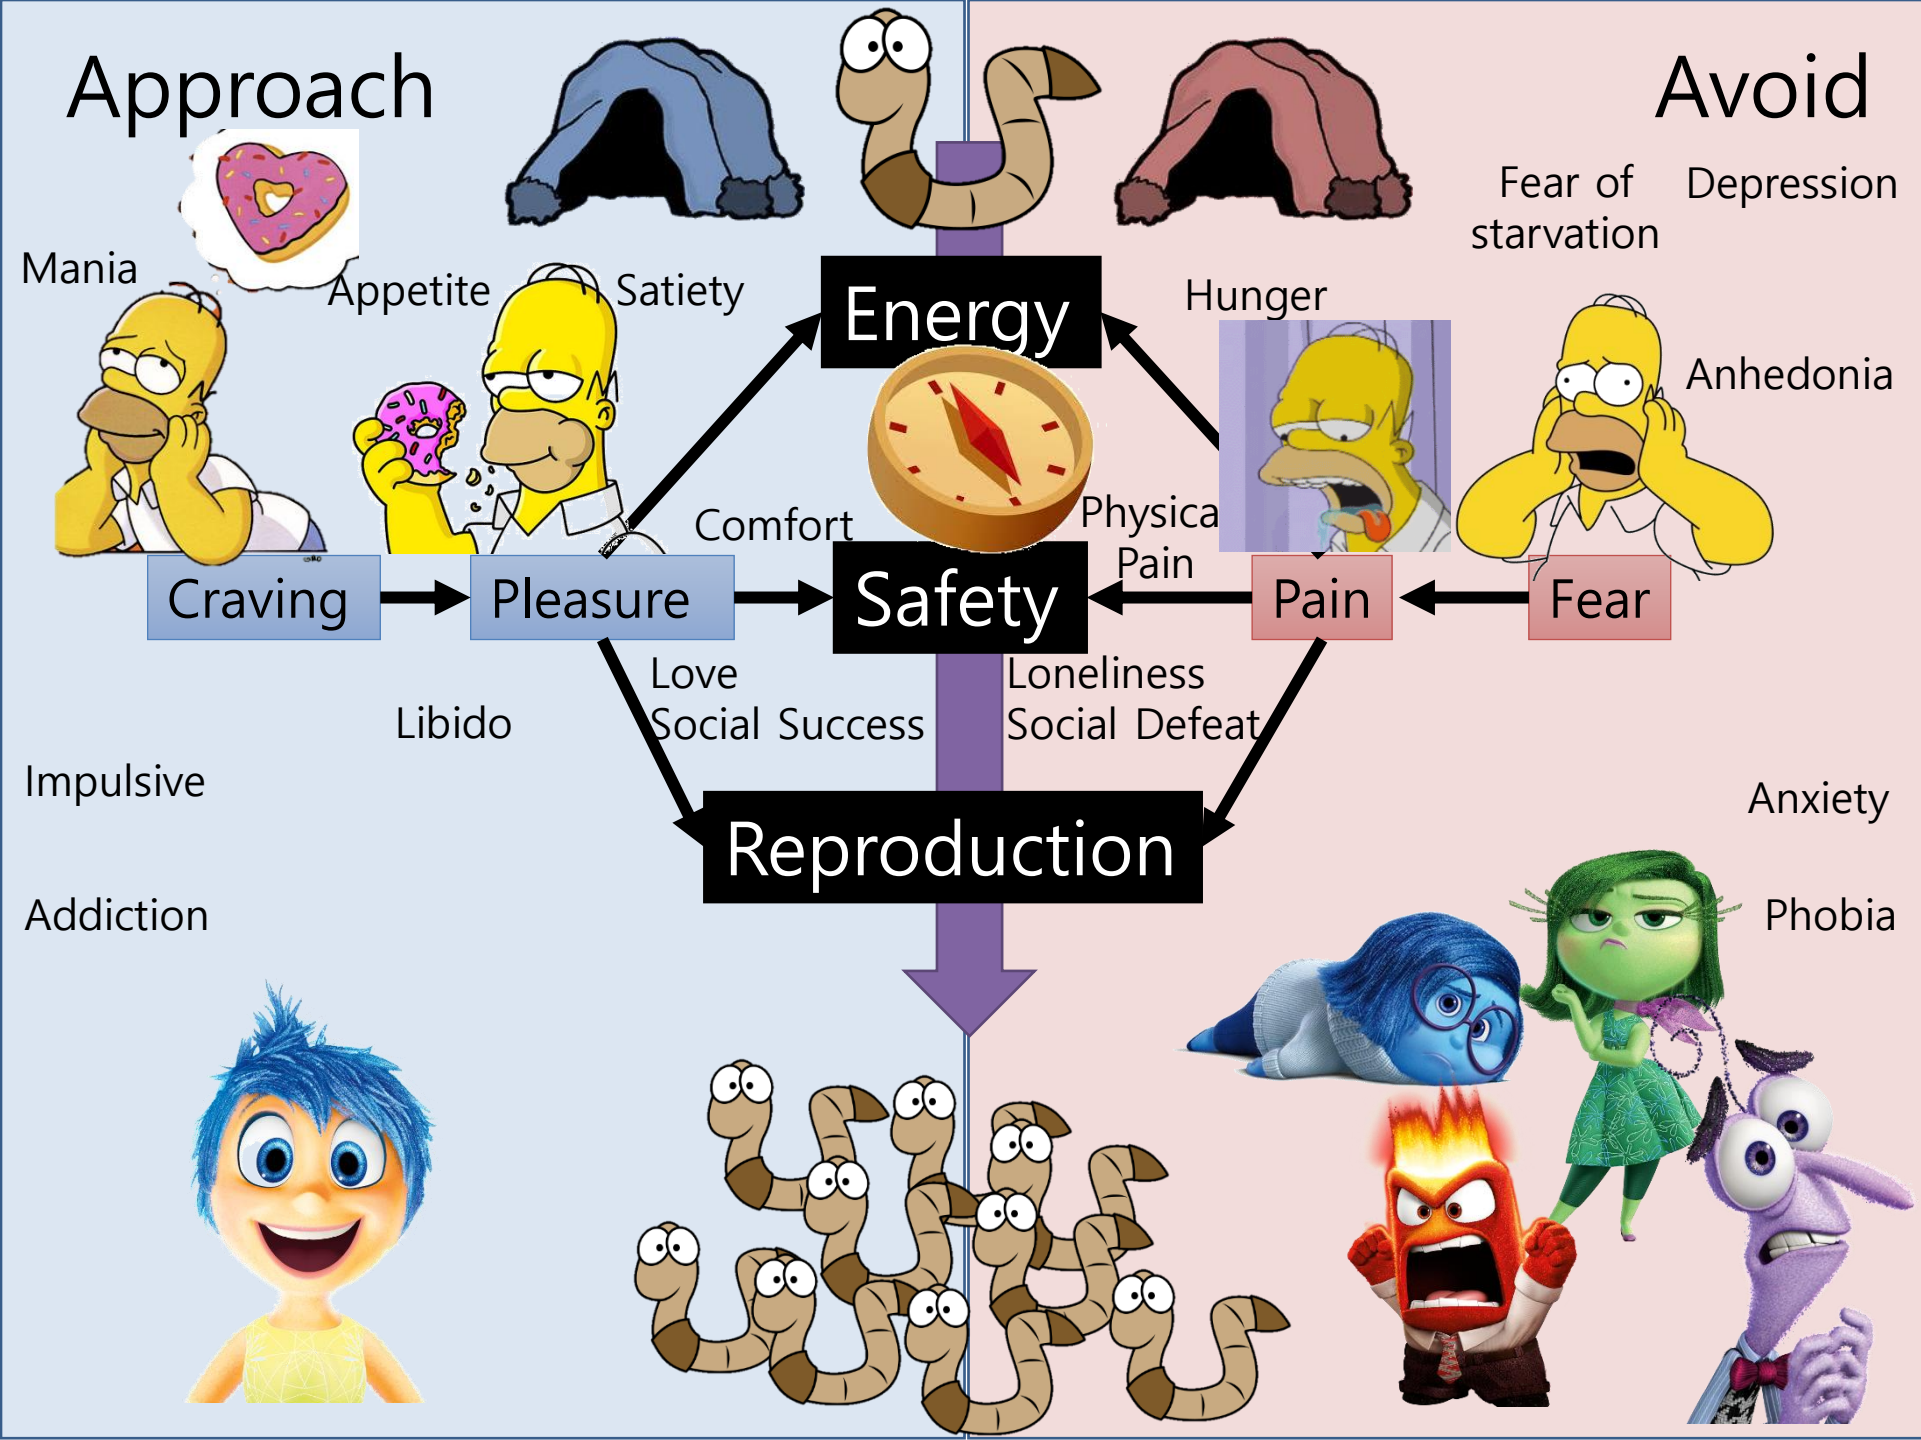 Approach
Avoid
Fear of
starvation
Depression
Mania
Appetite
Satiety
Energy
Hunger
Anhedonia
Comfort
Physica
Pain
Craving
Pleasure
Safety
Pain
Fear
Love
Social Success
Loneliness
Social Defeat
Libido
Impulsive
Anxiety
Reproduction
Addiction
Phobia